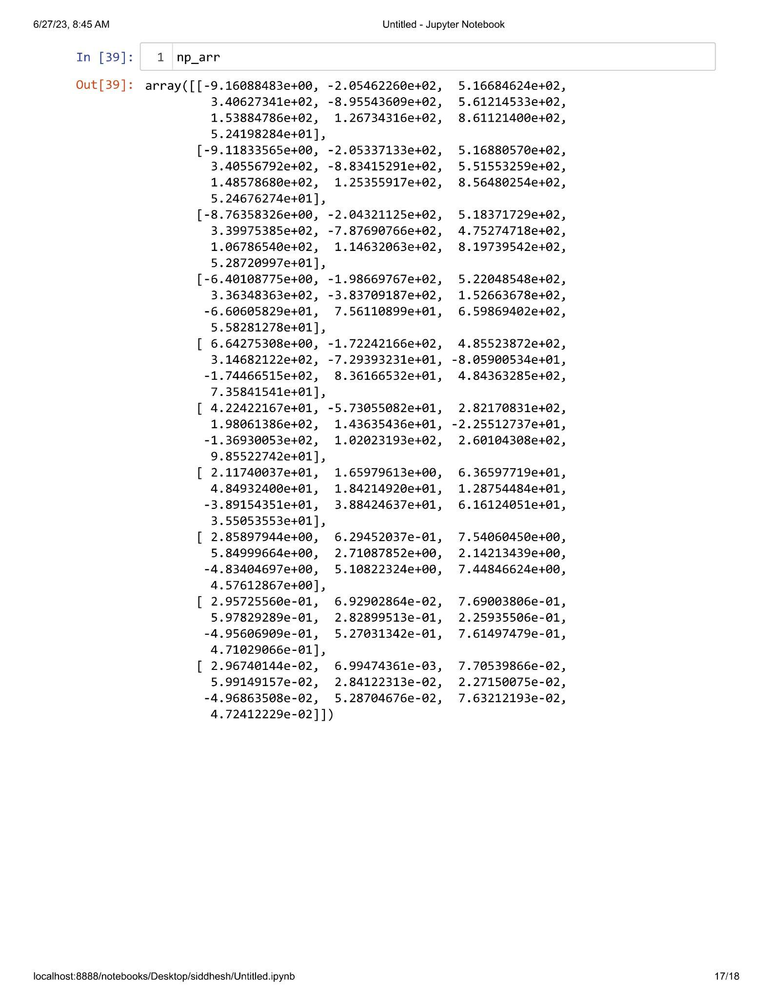 6/27/23, 8:45 AM Untitled - Jupyter Notebook
In [39]: 1 np_arr
Out[39]: array([[-9.16088483e+00, -2.05462260e+02,  5.16684624e+02,
3.40627341e+02, -8.95543609e+02,  5.61214533e+02,
1.53884786e+02,  1.26734316e+02,  8.61121400e+02,
5.24198284e+01],
[-9.11833565e+00, -2.05337133e+02,  5.16880570e+02,
3.40556792e+02, -8.83415291e+02,  5.51553259e+02,
1.48578680e+02,  1.25355917e+02,  8.56480254e+02,
5.24676274e+01],
[-8.76358326e+00, -2.04321125e+02,  5.18371729e+02,
3.39975385e+02, -7.87690766e+02,  4.75274718e+02,
1.06786540e+02,  1.14632063e+02,  8.19739542e+02,
5.28720997e+01],
[-6.40108775e+00, -1.98669767e+02,  5.22048548e+02,
3.36348363e+02, -3.83709187e+02,  1.52663678e+02,
-6.60605829e+01,  7.56110899e+01,  6.59869402e+02,
5.58281278e+01],
[ 6.64275308e+00, -1.72242166e+02,  4.85523872e+02,
3.14682122e+02, -7.29393231e+01, -8.05900534e+01,
-1.74466515e+02,  8.36166532e+01,  4.84363285e+02,
7.35841541e+01],
[ 4.22422167e+01, -5.73055082e+01,  2.82170831e+02,
1.98061386e+02,  1.43635436e+01, -2.25512737e+01,
-1.36930053e+02,  1.02023193e+02,  2.60104308e+02,
9.85522742e+01],
[ 2.11740037e+01,  1.65979613e+00,  6.36597719e+01,
4.84932400e+01,  1.84214920e+01,  1.28754484e+01,
-3.89154351e+01,  3.88424637e+01,  6.16124051e+01,
3.55053553e+01],
[ 2.85897944e+00,  6.29452037e-01,  7.54060450e+00,
5.84999664e+00,  2.71087852e+00,  2.14213439e+00,
-4.83404697e+00,  5.10822324e+00,  7.44846624e+00,
4.57612867e+00],
[ 2.95725560e-01,  6.92902864e-02,  7.69003806e-01,
5.97829289e-01,  2.82899513e-01,  2.25935506e-01,
-4.95606909e-01,  5.27031342e-01,  7.61497479e-01,
4.71029066e-01],
[ 2.96740144e-02,  6.99474361e-03,  7.70539866e-02,
5.99149157e-02,  2.84122313e-02,  2.27150075e-02,
-4.96863508e-02,  5.28704676e-02,  7.63212193e-02,
4.72412229e-02]])
localhost:8888/notebooks/Desktop/siddhesh/Untitled.ipynb 17/18